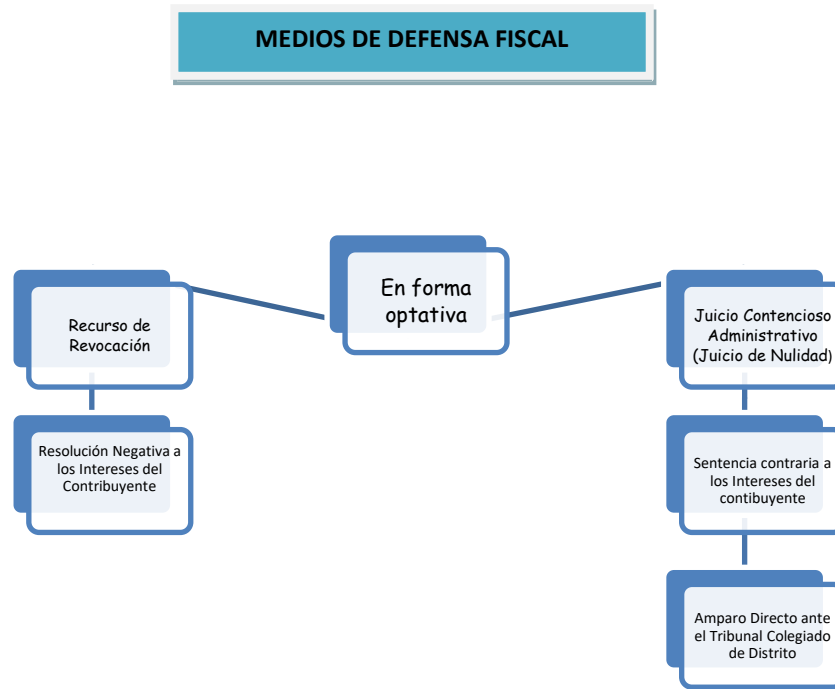 MEDIOS DE DEFENSA FISCAL
En forma
optativa
Recurso de
Revocación
Resolución Negativa a
los Intereses del
Contribuyente
Juicio Contencioso
Administrativo
(Juicio de Nulidad)
Sentencia contraria a
los Intereses del
contibuyente
Amparo Directo ante
el Tribunal Colegiado
de Distrito